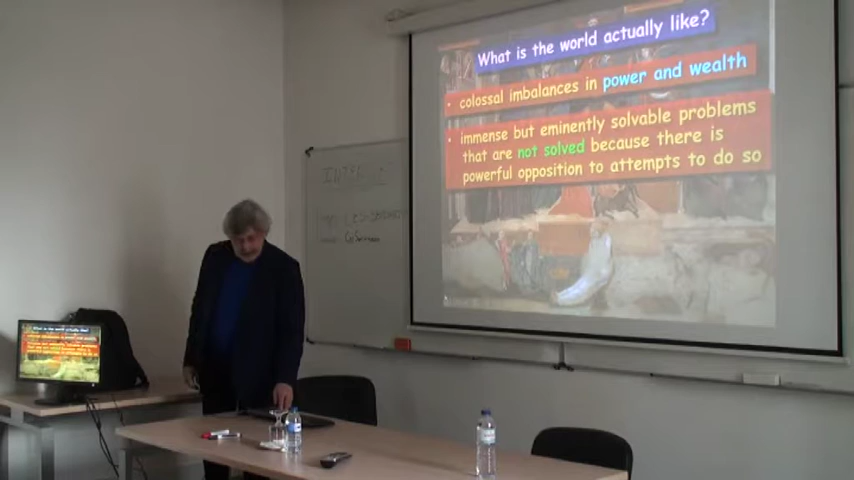 What is the world actually like?
• colossal imbalances in power and wealth
• immense but eminently solvable problems
that are not solved because there is
powerful opposition to attempts to do so